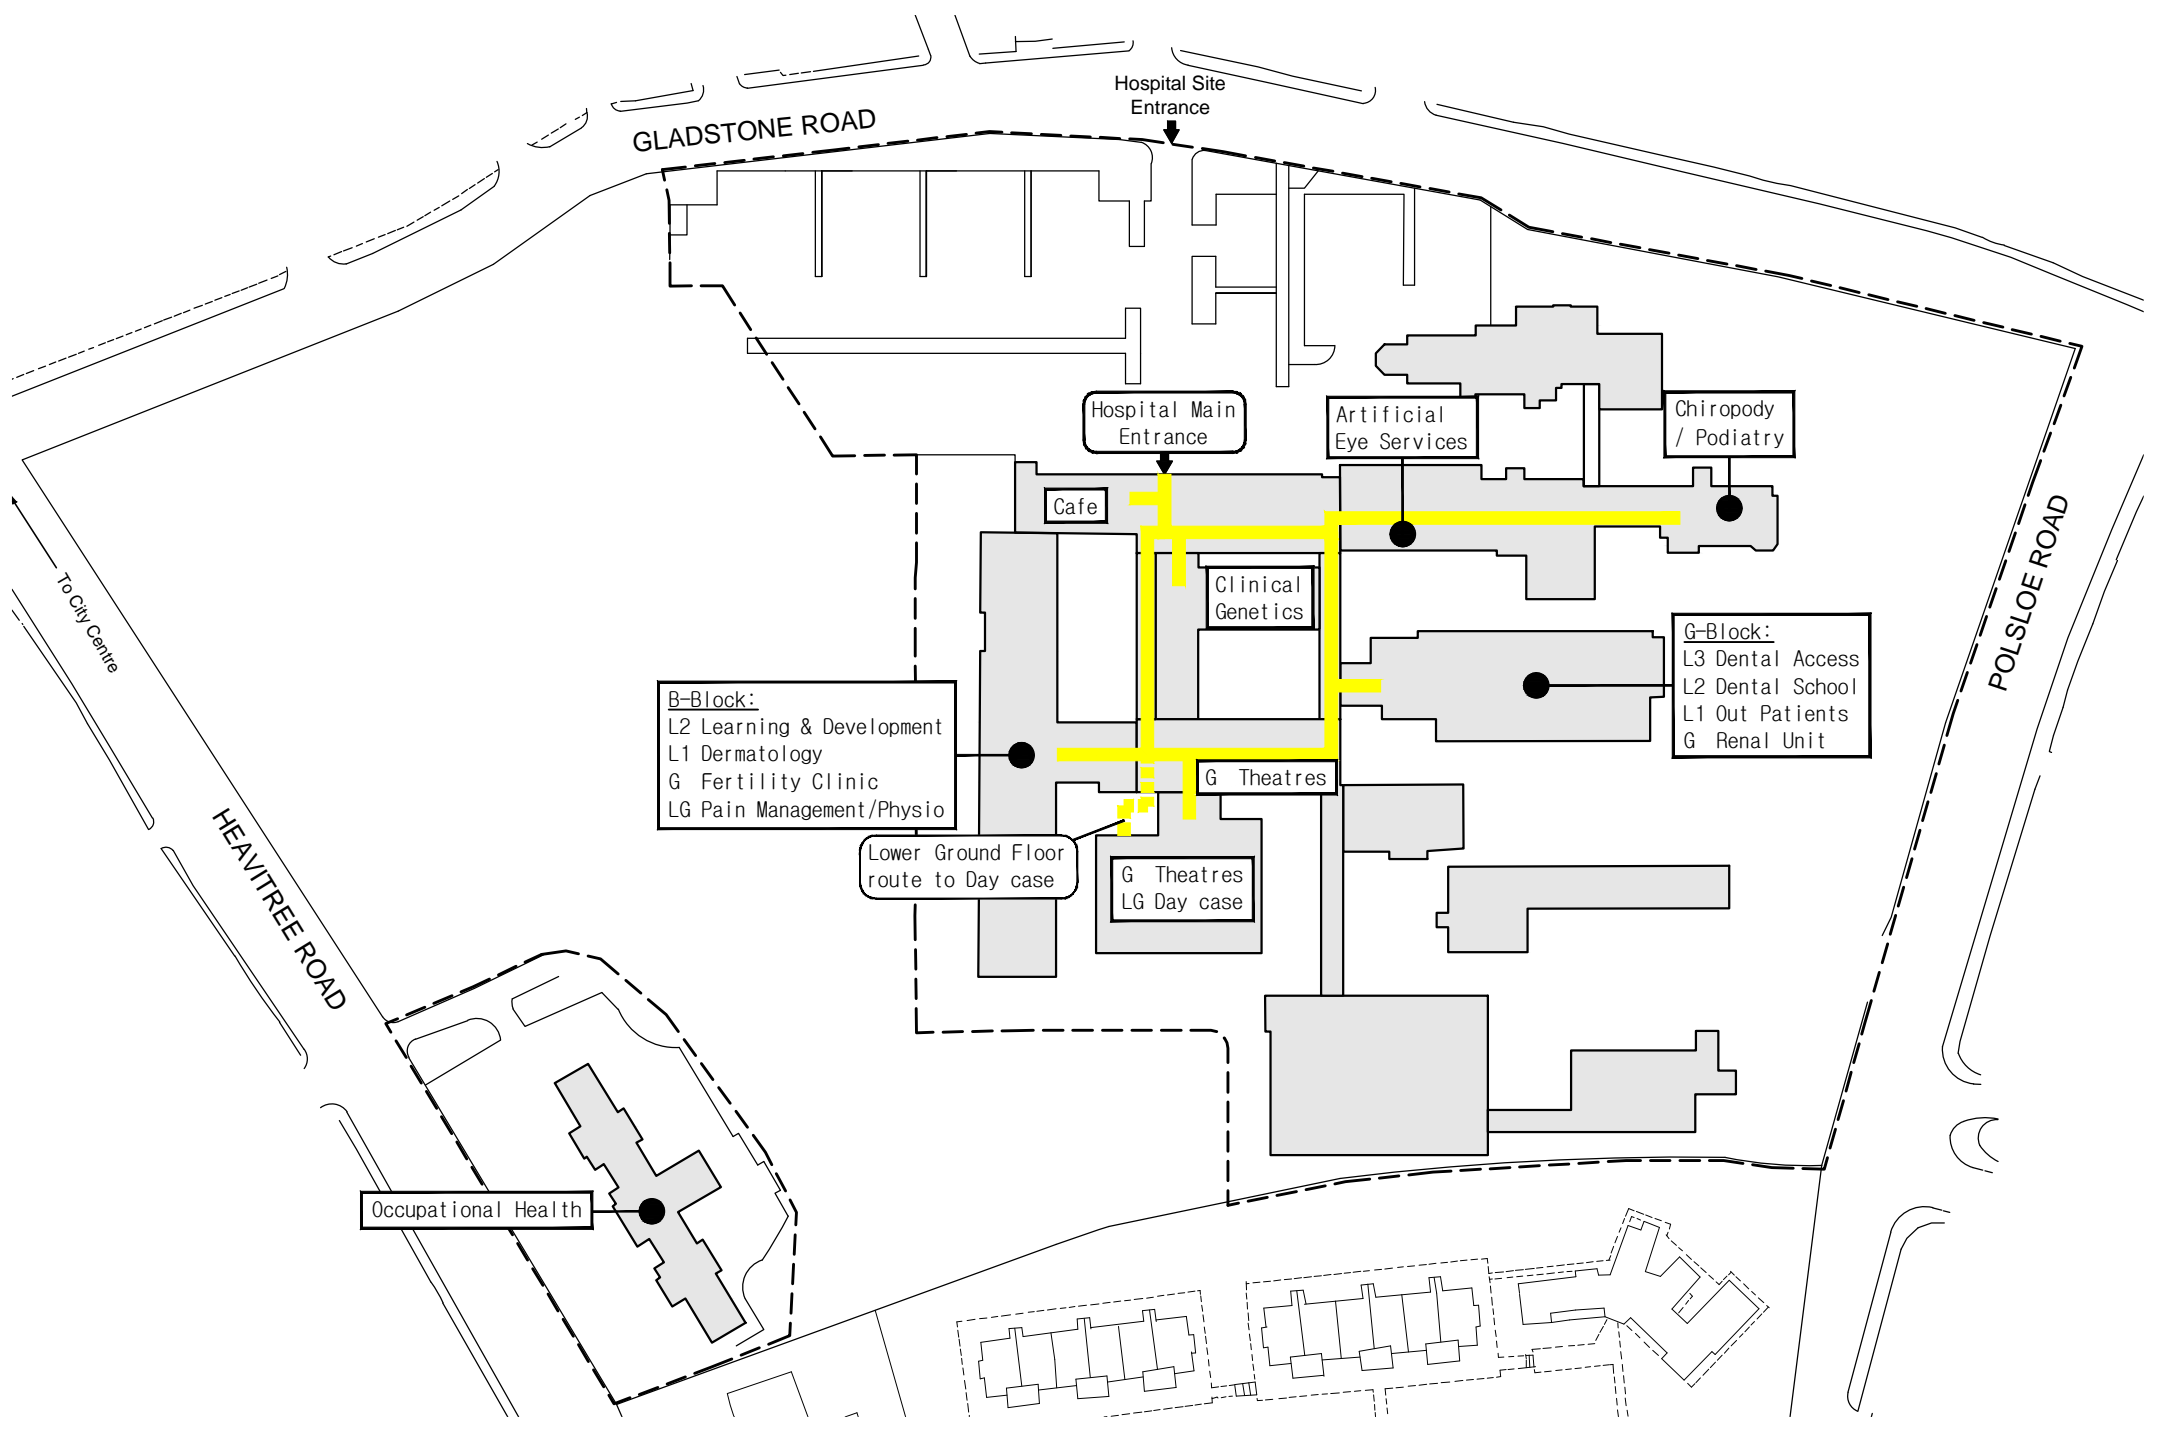 Hospital Site
Entrance
GLADSTONE ROAD
Hospital Main
Entrance
Artificial
Eye Services
Chiropody
/ Podiatry
Cafe
Clinical
Genetics
To City Centre
POLSLOE ROAD
G-Block:
L3 Dental Access
L2 Dental School
L1 Out Patients
G Renal Unit
B-Block:
L2 Learning & Development
L1 Dermatology
G Fertility Clinic
LG Pain Management/Physio
G Theatres
HEAVITREE ROAD
Lower Ground Floor
route to Day case
G Theatres
LG Day case
Occupational Health